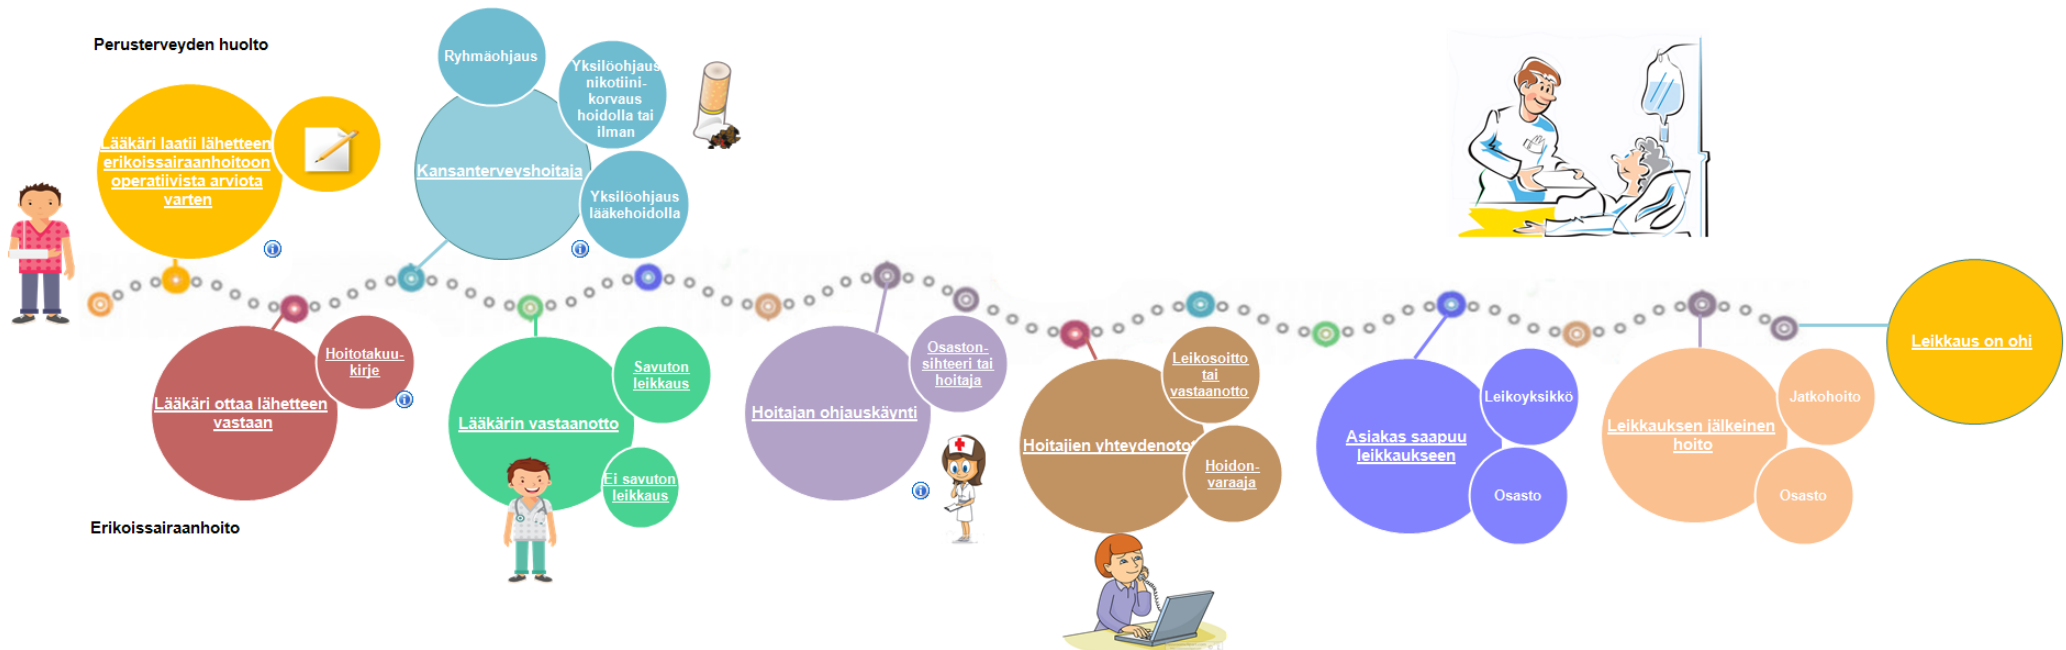 Perusterveyden huolto
Lääkäri laatii lähetteen
erikoissairaanhoitoon
operatiivista arviota
varten
Ryhmäohjaus
Yksilöohjaus
nikotiini-
korvaus
hoidolla tai
ilman
Kansanterveyshoitaja
Yksilöohjaus
lääkehoidolla
Lääkäri ottaa lähetteen
vastaan
Hoitotakuu-
kirje
Lääkärin vastaanotto
Savuton
leikkaus
Ei savuton
leikkaus
Hoitajan ohjauskäynti
Osaston-
sihteeri tai
hoitaja
Hoitajien yhteydenotot
Leikosoitto
tai
vastaanotto
Hoidon-
varaaja
Asiakas saapuu
leikkaukseen
Leikoyksikkö
Osasto
Leikkauksen jälkeinen
hoito
Jatkohoito
Osasto
Leikkaus on ohi
Erikoissairaanhoito